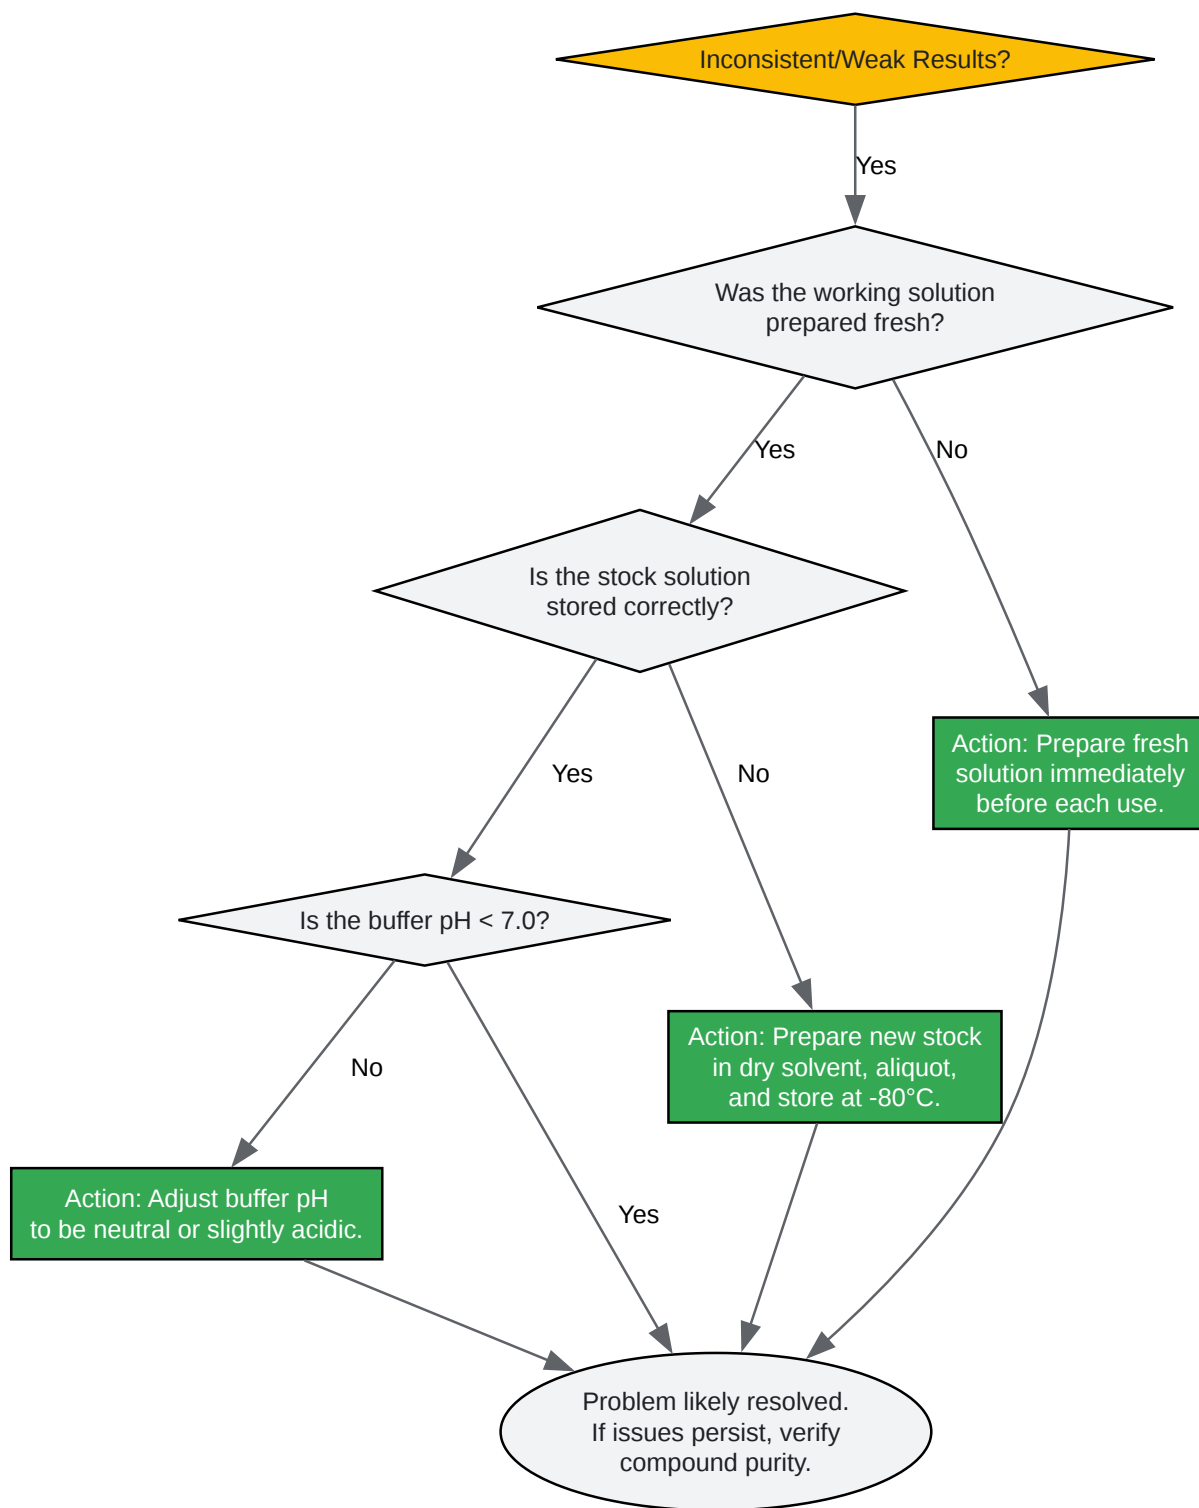 Inconsistent/Weak Results?
Yes
Was the working solution
prepared fresh?
Yes
No
Is the stock solution
stored correctly?
Action: Prepare fresh
solution immediately
before each use.
Yes
No
Is the buffer pH < 7.0?
Action: Prepare new stock
in dry solvent, aliquot,
and store at -80°C.
No
Action: Adjust buffer pH
to be neutral or slightly acidic.
Yes
Problem likely resolved.
If issues persist, verify
compound purity.